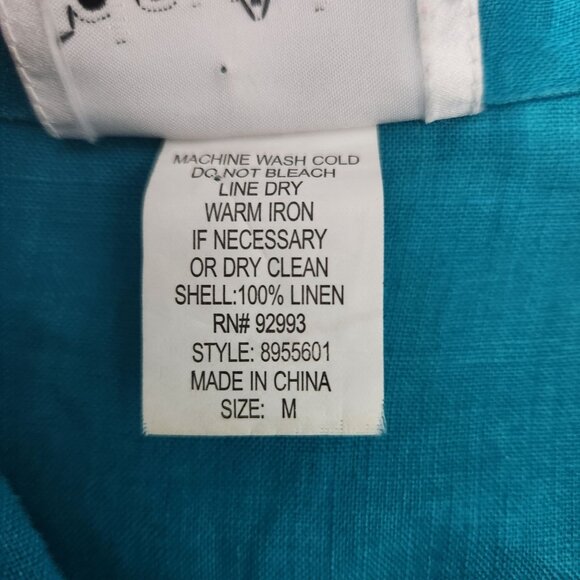 MACHINE WASH COLD
DO NOT BLEACH
LINE DRY
WARM IRON
IF NECESSARY
OR DRY CLEAN
SHELL:100% LINEN
RN# 92993
STYLE: 8955601
MADE IN CHINA
SIZE: M